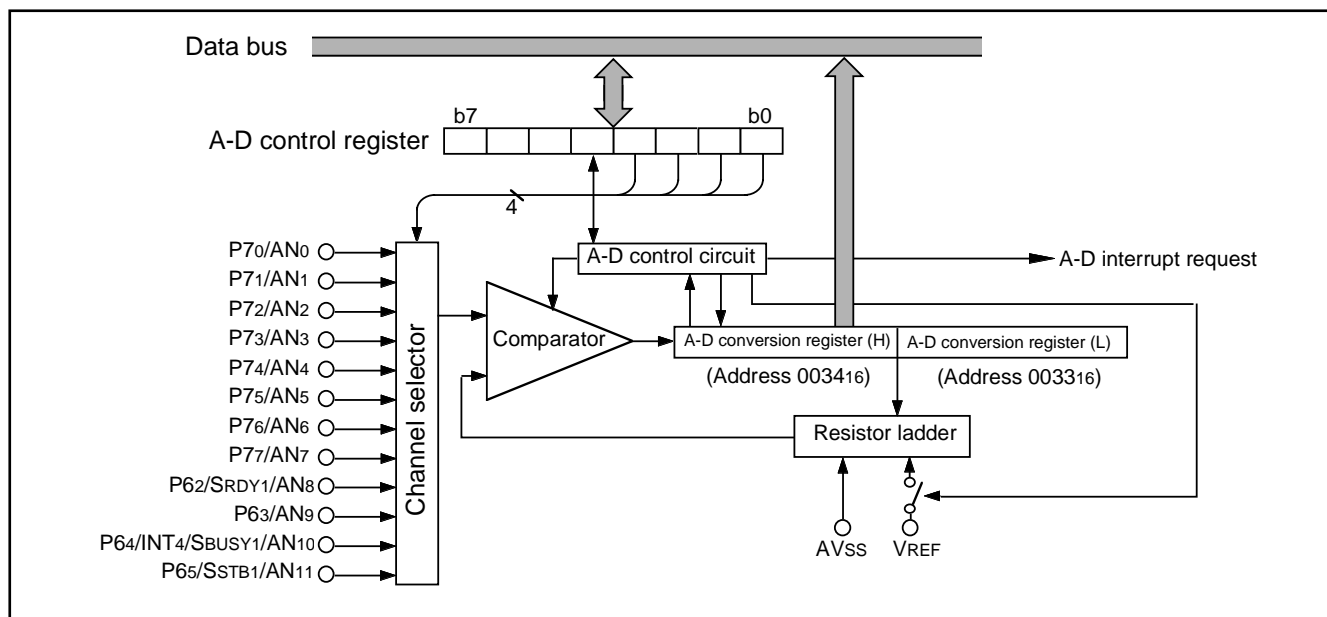 Data bus
b7 b0
A-D control register
4
P70/AN0
P71/AN1
P72/AN2
P73/AN3
P74/AN4
P75/AN5
P76/AN6
P77/AN7
P62/SRDY1/AN8
P63/AN9
P64/INT4/SBUSY1/AN10
P65/SSTB1/AN11
Channel selector
A-D control circuit
A-D interrupt request
Comparator
A-D conversion register (H) A-D conversion register (L)
(Address 003416) (Address 003316)
Resistor ladder
AVSS VREF